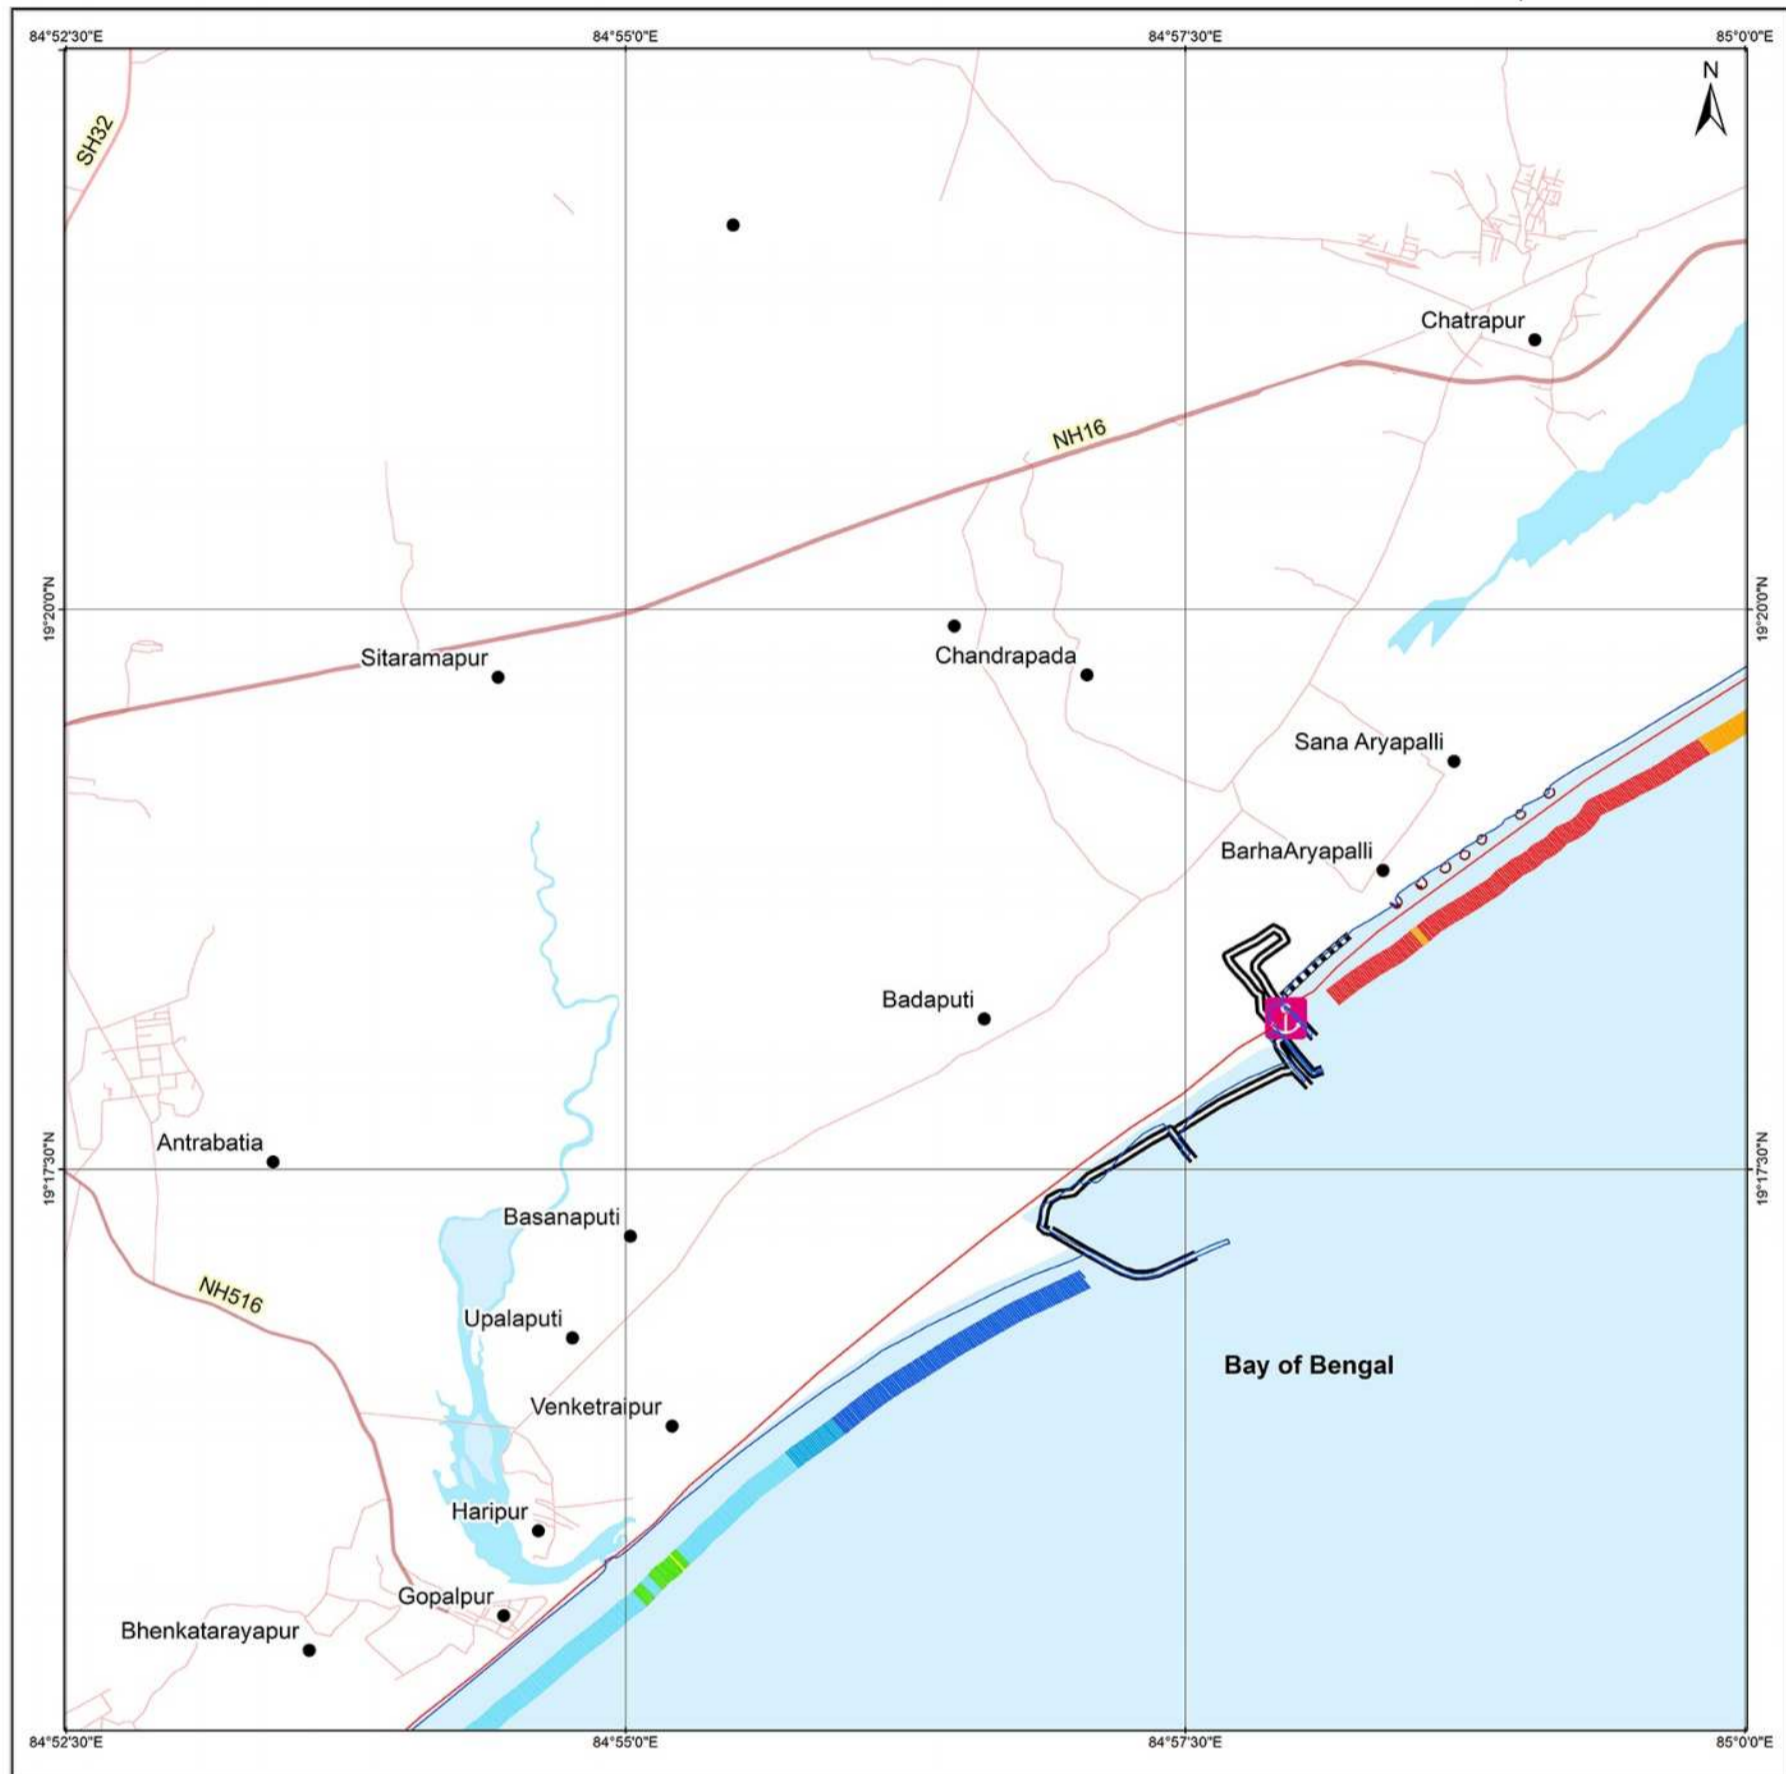 84°52'30"E
84°55'0"E
84°57'30"E
85°0'0"E
N
SH32
Chatrapur
NH16
19°20'0"N
19°20'0"N
Sitaramapur
Chandrapada
Sana Aryapalli
BarhaAryapalli
Badaputi
Antrabatia
19°17'30"N
19°17'30"N
Basanaputi
NH516
Upalaputi
Bay of Bengal
Venketraipur
Haripur
Gopalpur
Bhenkatarayapur
84°52'30"E
84°55'0"E
84°57'30"E
85°0'0"E